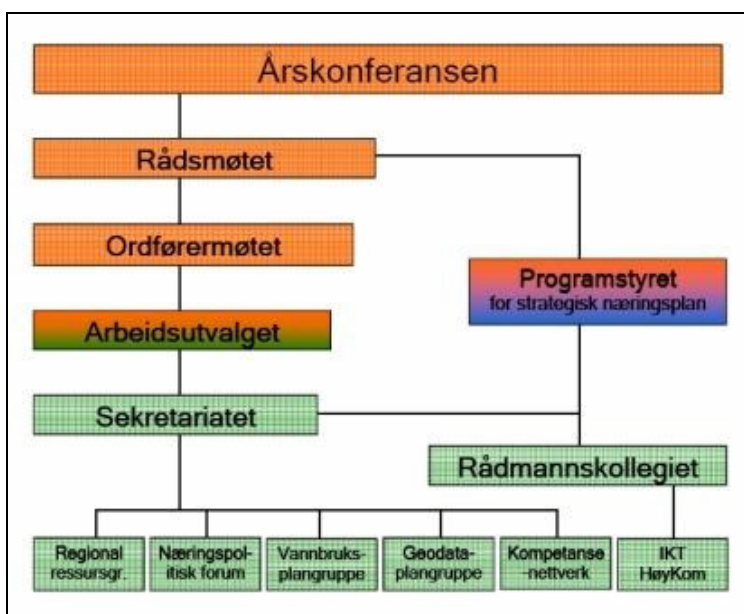 Årskonferansen
Rådsmøtet
Ordførermøtet
Programstyret
for strategisk næringsplan
Arbeidsutvalget
Sekretariatet
Rådmannskollegiet
Regional
ressursgr.
Næringspol-
itisk forum
Vannbruks-
plangruppe
Geodata-
plangruppe
Kompetanse
-nettverk
IKT
HøyKom